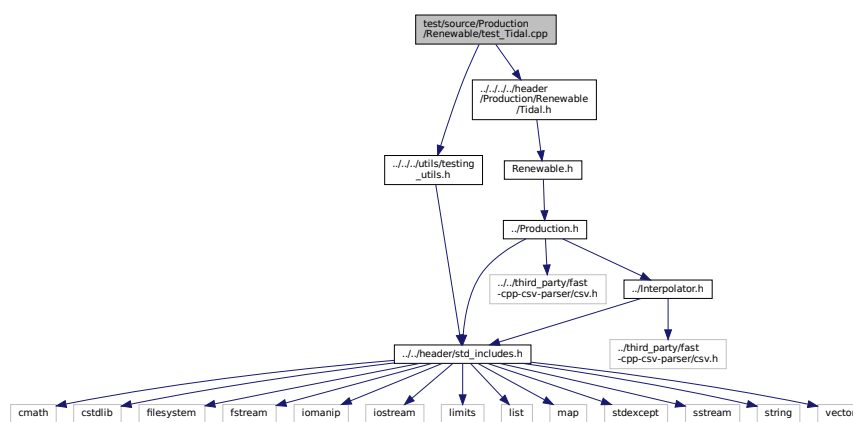 test/source/Production
/Renewable/test_Tidal.cpp
../../../../header
/Production/Renewable
/Tidal.h
../../../utils/testing
_utils.h
Renewable.h
../Production.h
../../third_party/fast
-cpp-csv-parser/csv.h
../Interpolator.h
../third_party/fast
-cpp-csv-parser/csv.h
../../header/std_includes.h
cmath
cstdlib
filesystem
fstream
iomanip
iostream
limits
list
map
stdexcept
sstream
string
vector